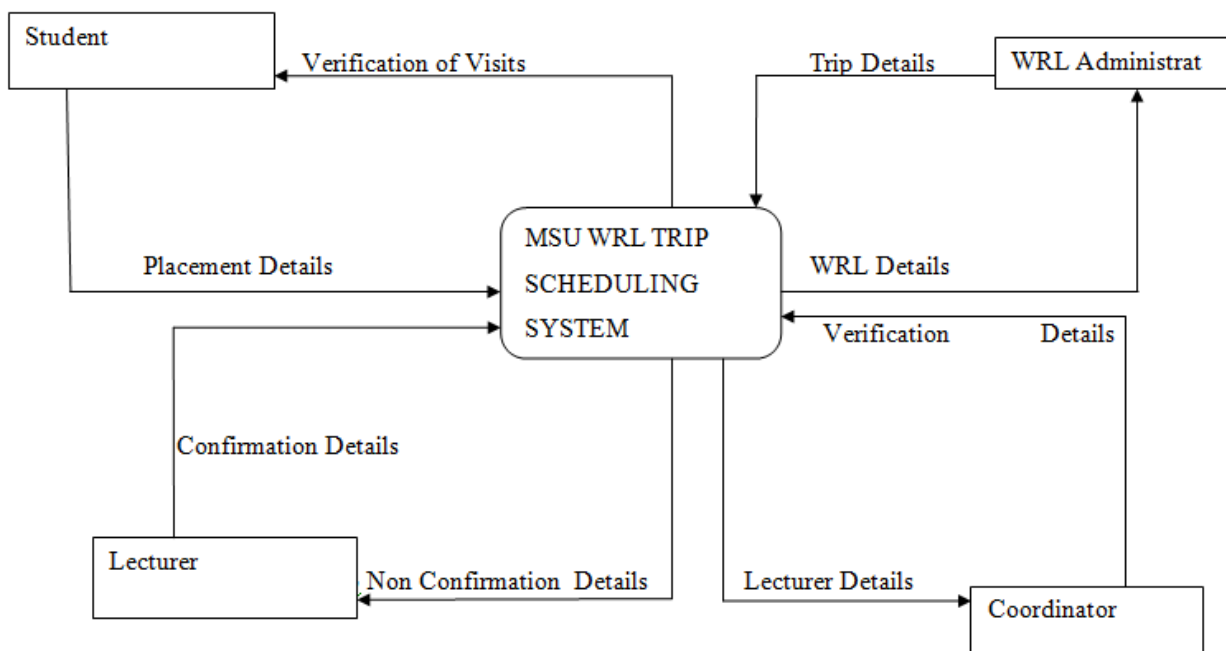 Student
Verification of Visits
Trip Details
WRL Administrat
MSU WRL TRIP
SCHEDULING
SYSTEM
Placement Details
WRL Details
Verification Details
Confirmation Details
Lecturer
Non Confirmation Details
Lecturer Details
Coordinator